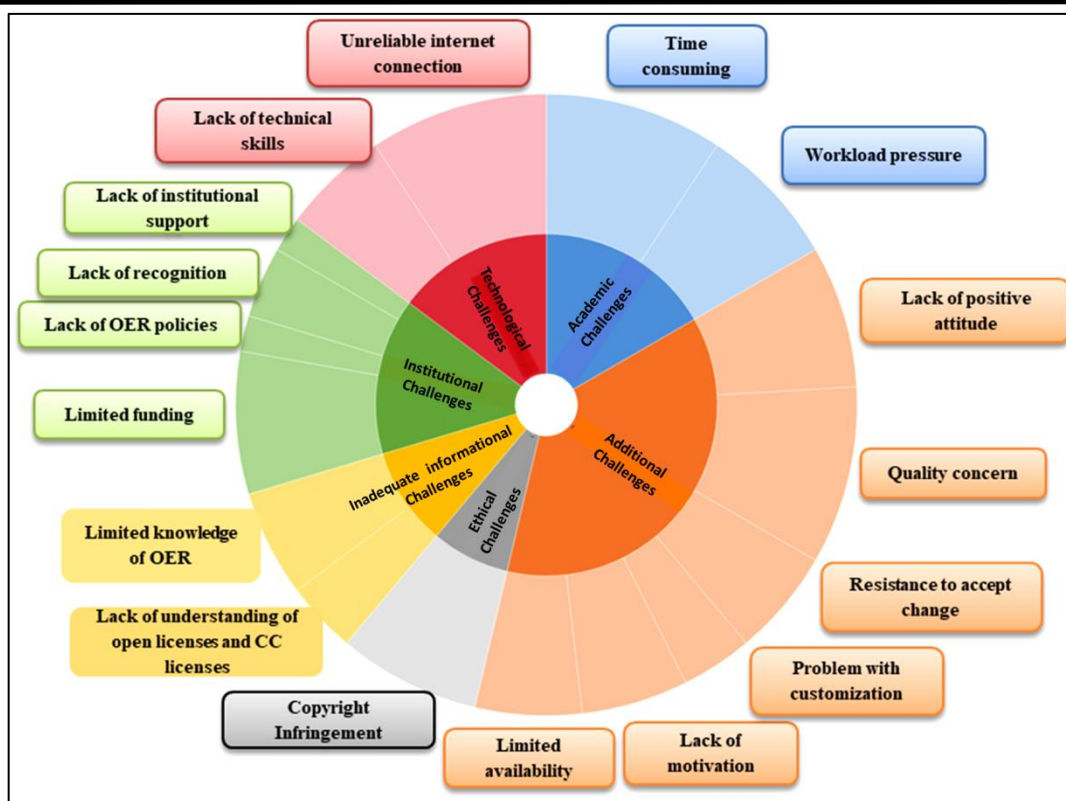 Unreliable internet
connection
Time
consuming
Lack of technical
skills
Workload pressure
Lack of institutional
support
Lack of recognition
Lack of OER policies
Limited funding
Limited knowledge
of OER
Lack of understanding of
open licenses and CC
licenses
Copyright
Infringement
Limited
availability
Lack of
motivation
Problem with
customization
Resistance to accept
change
Quality concern
Lack of positive
attitude
Technological
Challenges
Academic
Challenges
Institutional
Challenges
Additional
Challenges
Inadequate informational
Challenges
Ethical
Challenges